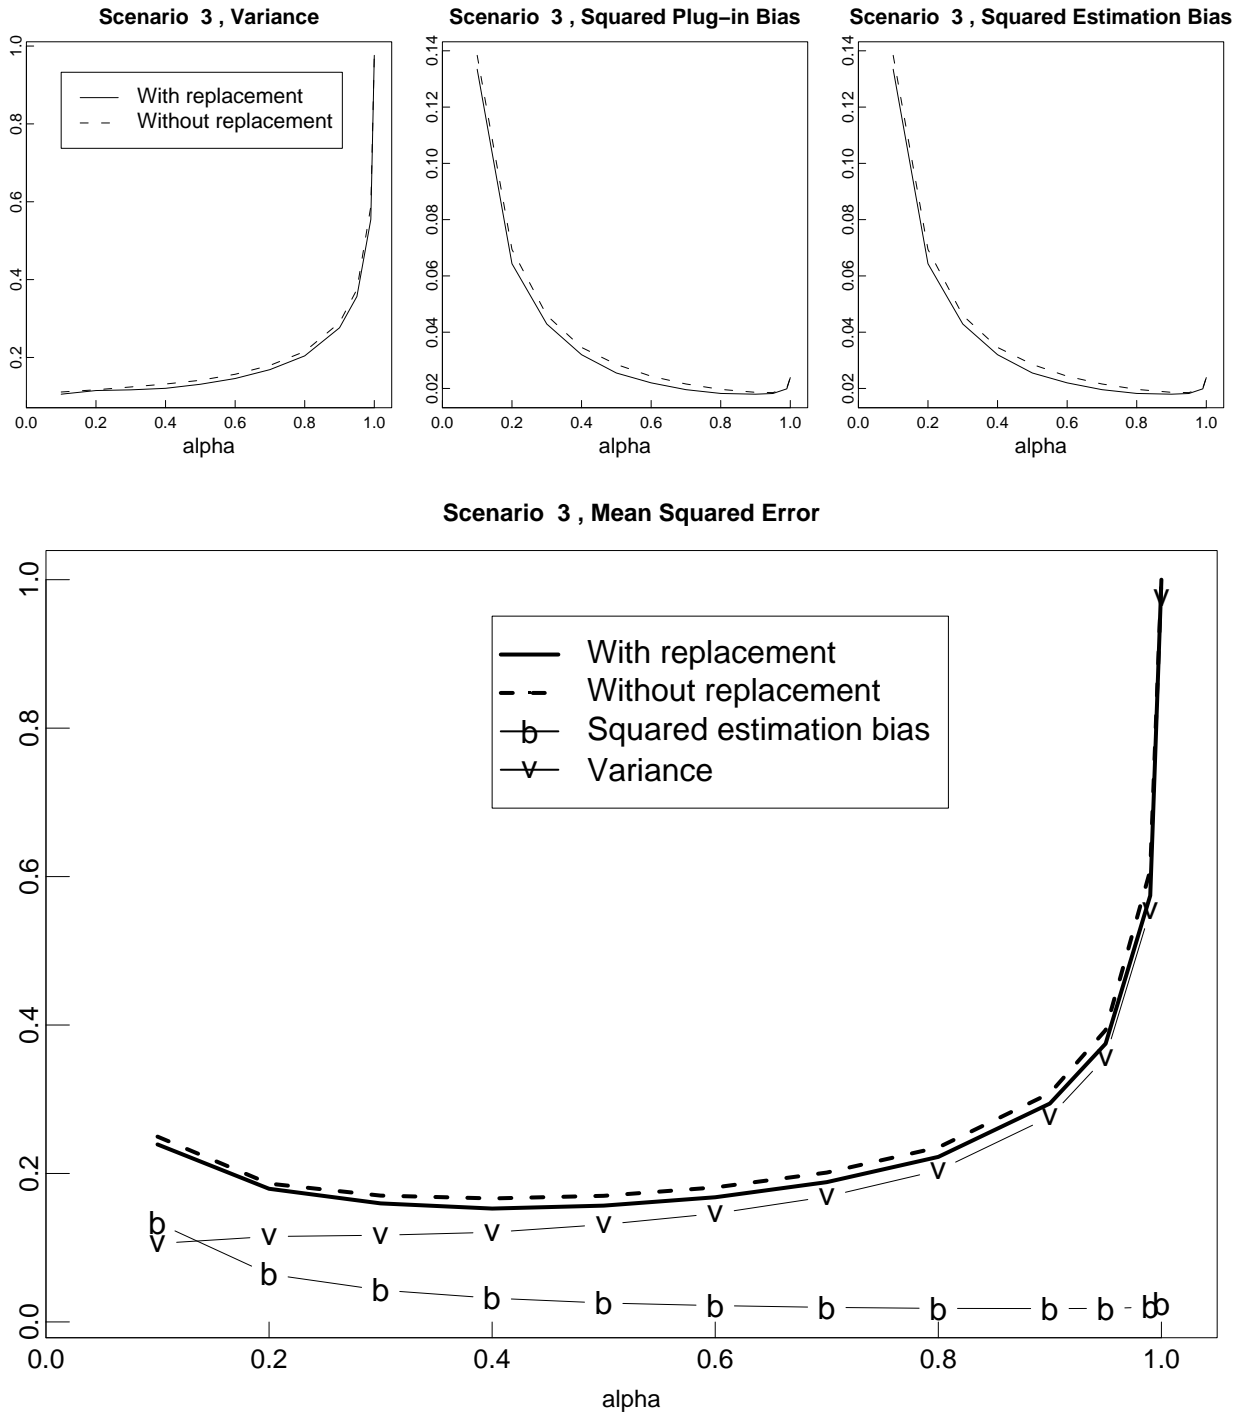 Scenario 3 , Variance
1.0
0.8
0.6
0.4
0.2
With replacement
Without replacement
0.0 0.2 0.4 0.6 0.8 1.0
alpha
Scenario 3 , Squared Plug−in Bias
0.14
0.12
0.10
0.08
0.06
0.04
0.02
0.0 0.2 0.4 0.6 0.8 1.0
alpha
Scenario 3 , Squared Estimation Bias
0.14
0.12
0.10
0.08
0.06
0.04
0.02
0.0 0.2 0.4 0.6 0.8 1.0
alpha
Scenario 3 , Mean Squared Error
1.0
0.8
0.6
0.4
0.2
0.0
With replacement
Without replacement
b Squared estimation bias
v Variance
v v v v v v v v v v v v
b b b b b b b b b b b b
0.0 0.2 0.4 0.6 0.8 1.0
alpha